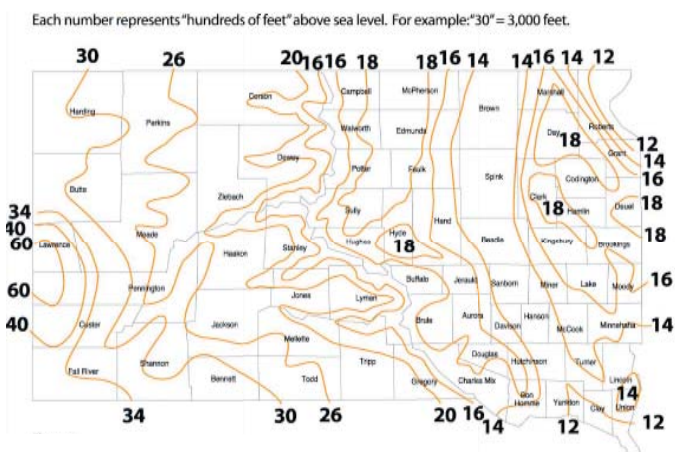 Each number represents "hundreds of feet" above sea level. For example:"30" = 3,000 feet.
30 26 20 16 16 18 18 16 14 14 16 14 12
Harding Perkins Corson Campbell McPherson Brown Marshall Roberts
Walworth Edmunds Day 18 Grant 12
14
Butte Ziebach Dewey Potter Faulk Spink Clark Codington 16
18 Hamlin Deuel 18
34 Meade Sully Hyde Hand 18
40 Haakon Stanley Hughes 18 Beadle Kingsbury Brookings
60 Lawrence
Pennington Jones Lyman Buffalo Jerauld Sanborn Miner Lake Moody 16
60
40 Custer Jackson Mellette Brule Aurora Davison Hanson McCook Minnehaha 14
Fall River Shannon Bennett Todd Tripp Gregory Charles Mix Douglas Hutchinson Turner Lincoln
14
Bon Homme Yankton Clay Union
34 30 26 20 16 14 12 12